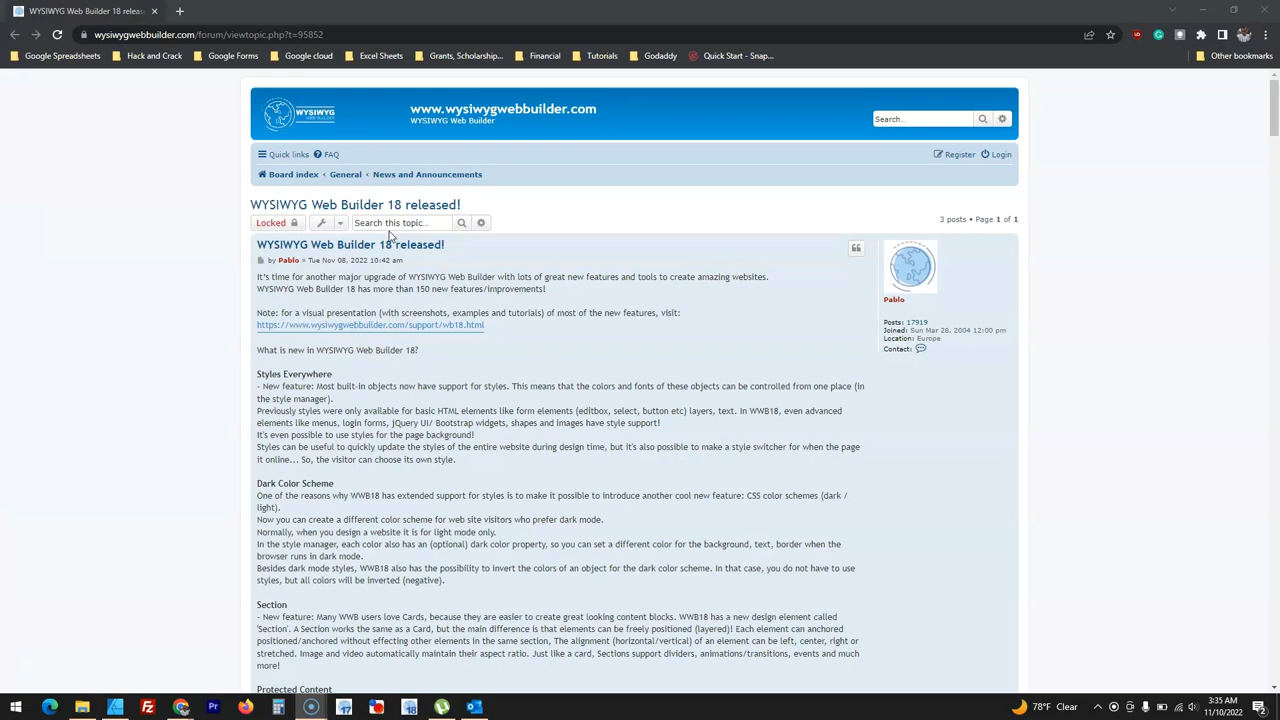 WYSIWYG Web Builder 18 releas
wysiwygwebbuilder.com/forum/viewtopic.php?t=95852
Google Spreadsheets
Hack and Crack
Google Forms
Google cloud
Excel Sheets
Grants, Scholarship...
Financial
Tutorials
Godaddy
Quick Start - Snap...
Other bookmarks
WYSIWYG
WEB BUILDER
www.wysiwygwebbuilder.com
WYSIWYG Web Builder
Search...
Quick links
FAQ
Register
Login
Board index ‹ General ‹ News and Announcements
WYSIWYG Web Builder 18 released!
Locked
Search this topic...
3 posts • Page 1 of 1
WYSIWYG Web Builder 18 released!
by Pablo » Tue Nov 08, 2022 10:42 am
It's time for another major upgrade of WYSIWYG Web Builder with lots of great new features and tools to create amazing websites.
WYSIWYG Web Builder 18 has more than 150 new features/improvements!
Note: for a visual presentation (with screenshots, examples and tutorials) of most of the new features, visit:
https://www.wysiwygwebbuilder.com/support/wb18.html
What is new in WYSIWYG Web Builder 18?
Styles Everywhere
- New feature: Most built-in objects now have support for styles. This means that the colors and fonts of these objects can be controlled from one place (in
the style manager).
Previously styles were only available for basic HTML elements like form elements (editbox, select, button etc) layers, text. In WWB18, even advanced
elements like menus, login forms, jQuery UI/ Bootstrap widgets, shapes and images have style support!
It's even possible to use styles for the page background!
Styles can be useful to quickly update the styles of the entire website during design time, but it's also possible to make a style switcher for when the page
it online... So, the visitor can choose its own style.
Dark Color Scheme
One of the reasons why WWB18 has extended support for styles is to make it possible to introduce another cool new feature: CSS color schemes (dark /
light).
Now you can create a different color scheme for web site visitors who prefer dark mode.
Normally, when you design a website it is for light mode only.
In the style manager, each color also has an (optional) dark color property, so you can set a different color for the background, text, border when the
browser runs in dark mode.
Besides dark mode styles, WWB18 also has the possibility to invert the colors of an object for the dark color scheme. In that case, you do not have to use
styles, but all colors will be inverted (negative).
Section
- New feature: Many WWB users love Cards, because they are easier to create great looking content blocks. WWB18 has a new design element called
'Section'. A Section works the same as a Card, but the main difference is that elements can be freely positioned (layered)! Each element can anchored
positioned/anchored without effecting other elements in the same section, The alignment (horizontal/vertical) of an element can be left, center, right or
stretched. Image and video automatically maintain their aspect ratio. Just like a card, Sections support dividers, animations/transitions, events and much
more!
Protected Content
Pablo
Posts: 17919
Joined: Sun Mar 28, 2004 12:00 pm
Location: Europe
Contact:
78°F Clear
3:35 AM
11/10/2022